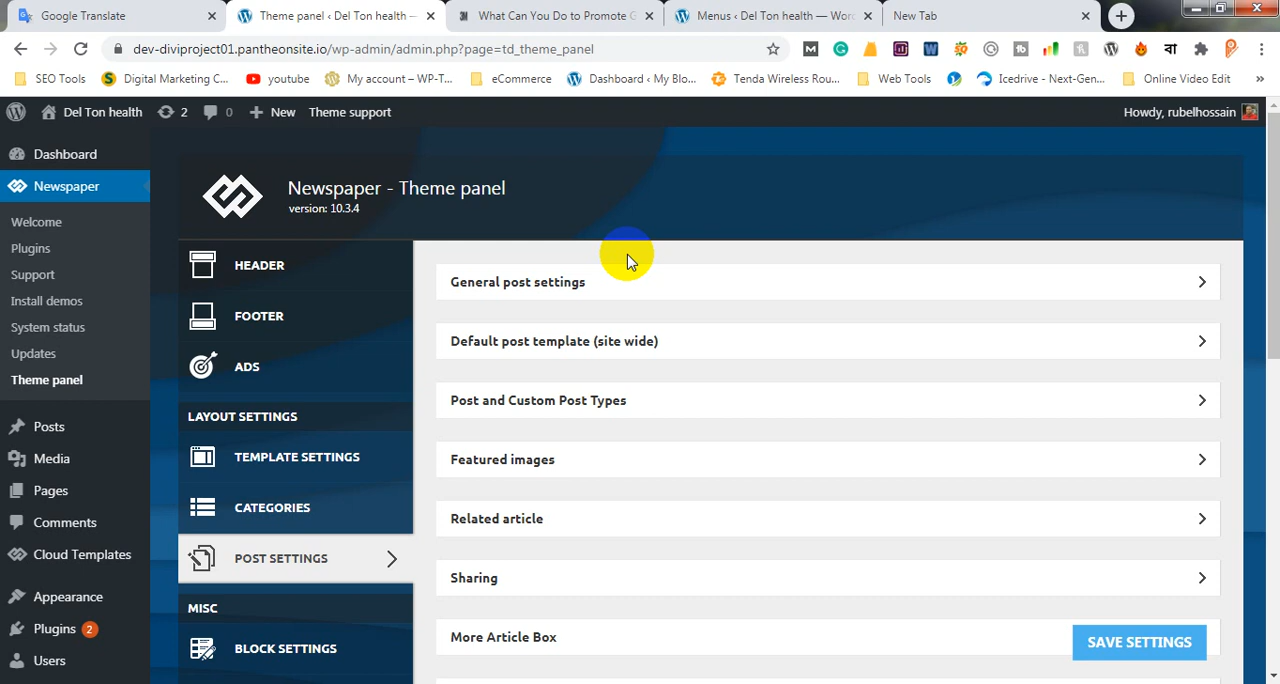 Google Translate
Theme panel ‹ Del Ton health —
What Can You Do to Promote G
Menus ‹ Del Ton health — Wor
New Tab
dev-diviproject01.pantheonsite.io/wp-admin/admin.php?page=td_theme_panel
SEO Tools
Digital Marketing C...
youtube
My account – WP-T...
eCommerce
Dashboard ‹ My Blo...
Tenda Wireless Rou...
Web Tools
Icedrive - Next-Gen...
Online Video Edit
»
Del Ton health
2
0
New
Theme support
Howdy, rubelhossain
Dashboard
Newspaper
Welcome
Plugins
Support
Install demos
System status
Updates
Theme panel
Posts
Media
Pages
Comments
Cloud Templates
Appearance
Plugins 2
Users
Newspaper - Theme panel
version: 10.3.4
HEADER
FOOTER
ADS
LAYOUT SETTINGS
TEMPLATE SETTINGS
CATEGORIES
POST SETTINGS
MISC
BLOCK SETTINGS
General post settings
Default post template (site wide)
Post and Custom Post Types
Featured images
Related article
Sharing
More Article Box
SAVE SETTINGS